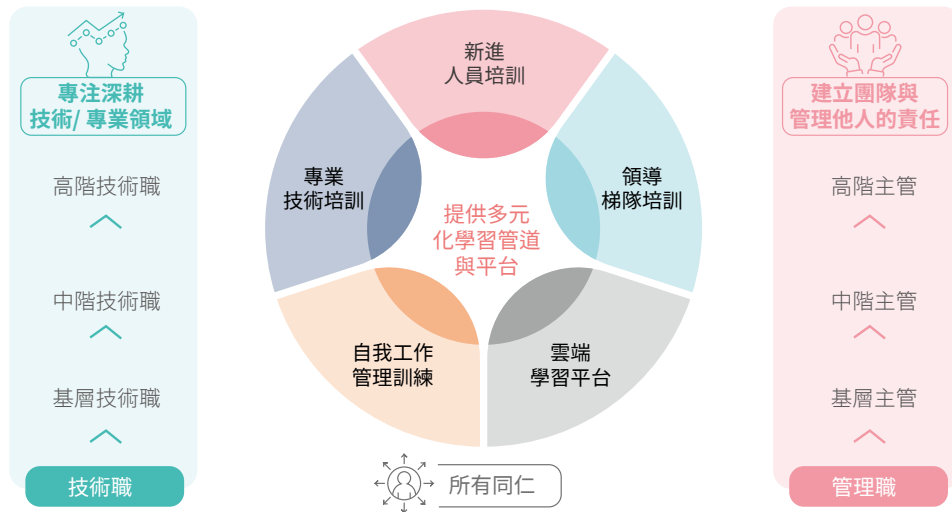 專注深耕
技術/ 專業領域
高階技術職
中階技術職
基層技術職
技術職
新進
人員培訓
專業
技術培訓
領導
梯隊培訓
提供多元
化學習管道
與平台
自我工作
管理訓練
雲端
學習平台
所有同仁
建立團隊與
管理他人的責任
高階主管
中階主管
基層主管
管理職